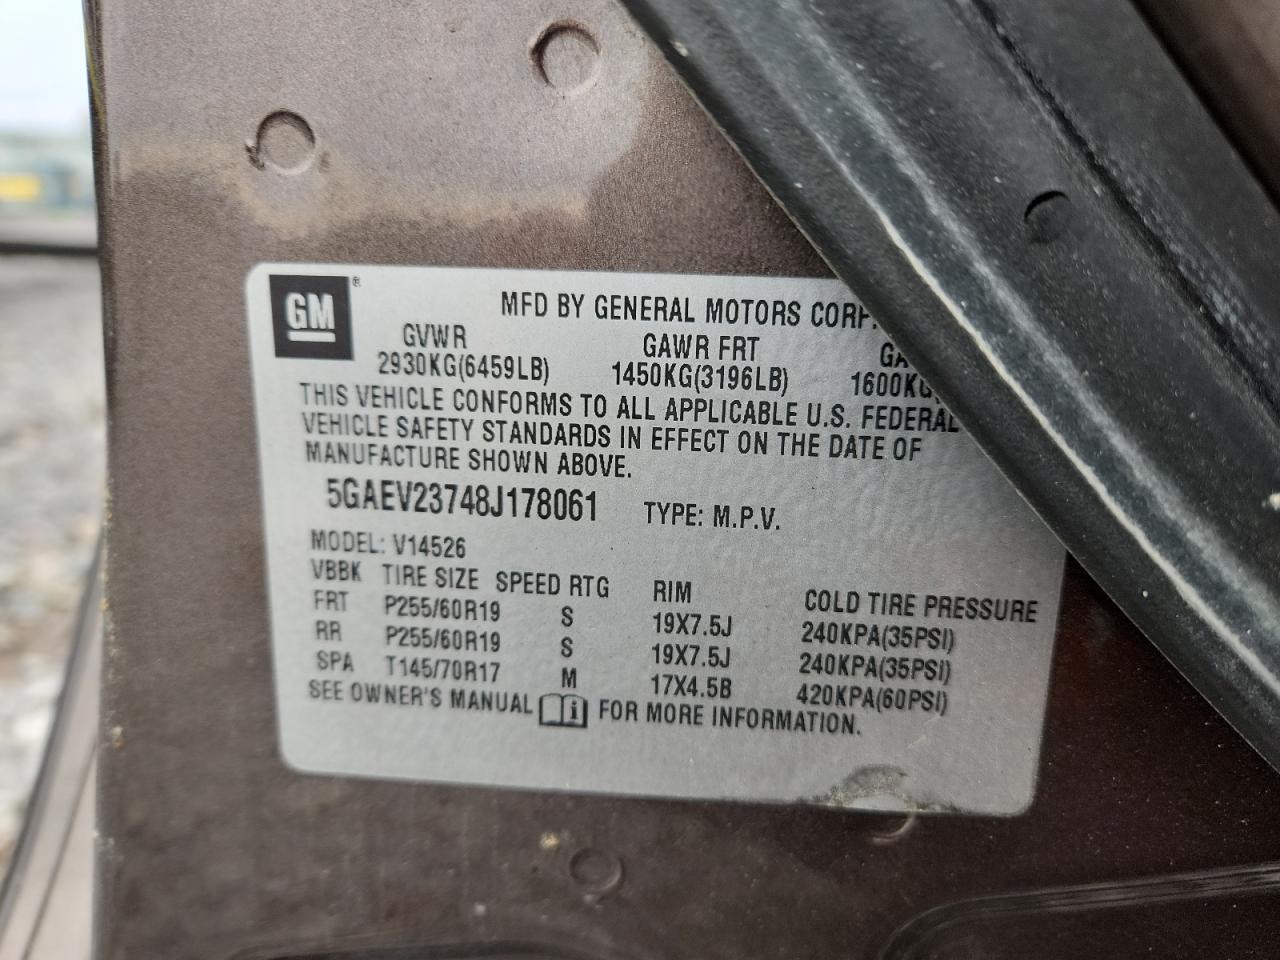 GM ®
MFD BY GENERAL MOTORS CORP.
GVWR GAWR FRT
2930KG(6459LB) 1450KG(3196LB) 1600KG
THIS VEHICLE CONFORMS TO ALL APPLICABLE U.S. FEDERAL
VEHICLE SAFETY STANDARDS IN EFFECT ON THE DATE OF
MANUFACTURE SHOWN ABOVE.
5GAEV23748J178061 TYPE: M.P.V.
MODEL: V14526
VBBK TIRE SIZE SPEED RTG RIM COLD TIRE PRESSURE
FRT P255/60R19 S 19X7.5J 240KPA(35PSI)
RR P255/60R19 S 19X7.5J 240KPA(35PSI)
SPA T145/70R17 M 17X4.5B 420KPA(60PSI)
SEE OWNER'S MANUAL i FOR MORE INFORMATION.